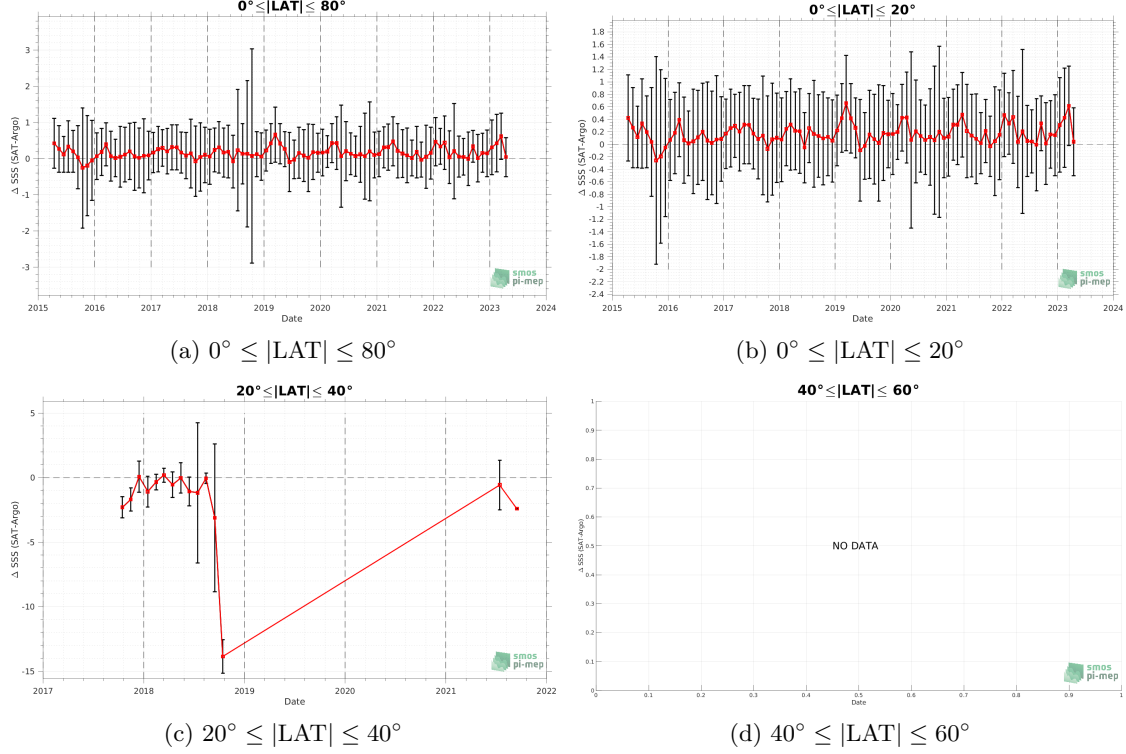 0°≤|LAT|≤ 80°
Δ SSS (SAT-Argo)
3
2
1
0
-1
-2
-3
2015 2016 2017 2018 2019 2020 2021 2022 2023 2024
Date
smos
pi-mep
(a) 0° ≤ |LAT| ≤ 80°
0°≤|LAT|≤ 20°
Δ SSS (SAT-Argo)
1.8
1.6
1.4
1.2
1
0.8
0.6
0.4
0.2
0
-0.2
-0.4
-0.6
-0.8
-1
-1.2
-1.4
-1.6
-1.8
-2
-2.2
-2.4
2015 2016 2017 2018 2019 2020 2021 2022 2023 2024
Date
smos
pi-mep
(b) 0° ≤ |LAT| ≤ 20°
20°≤|LAT|≤ 40°
Δ SSS (SAT-Argo)
5
0
-5
-10
-15
2017 2018 2019 2020 2021 2022
Date
smos
pi-mep
(c) 20° ≤ |LAT| ≤ 40°
40°≤|LAT|≤ 60°
Δ SSS (SAT-Argo)
1
0.9
0.8
0.7
0.6
0.5
0.4
0.3
0.2
0.1
0
NO DATA
0 0.1 0.2 0.3 0.4 0.5 0.6 0.7 0.8 0.9 1
Date
smos
pi-mep
(d) 40° ≤ |LAT| ≤ 60°